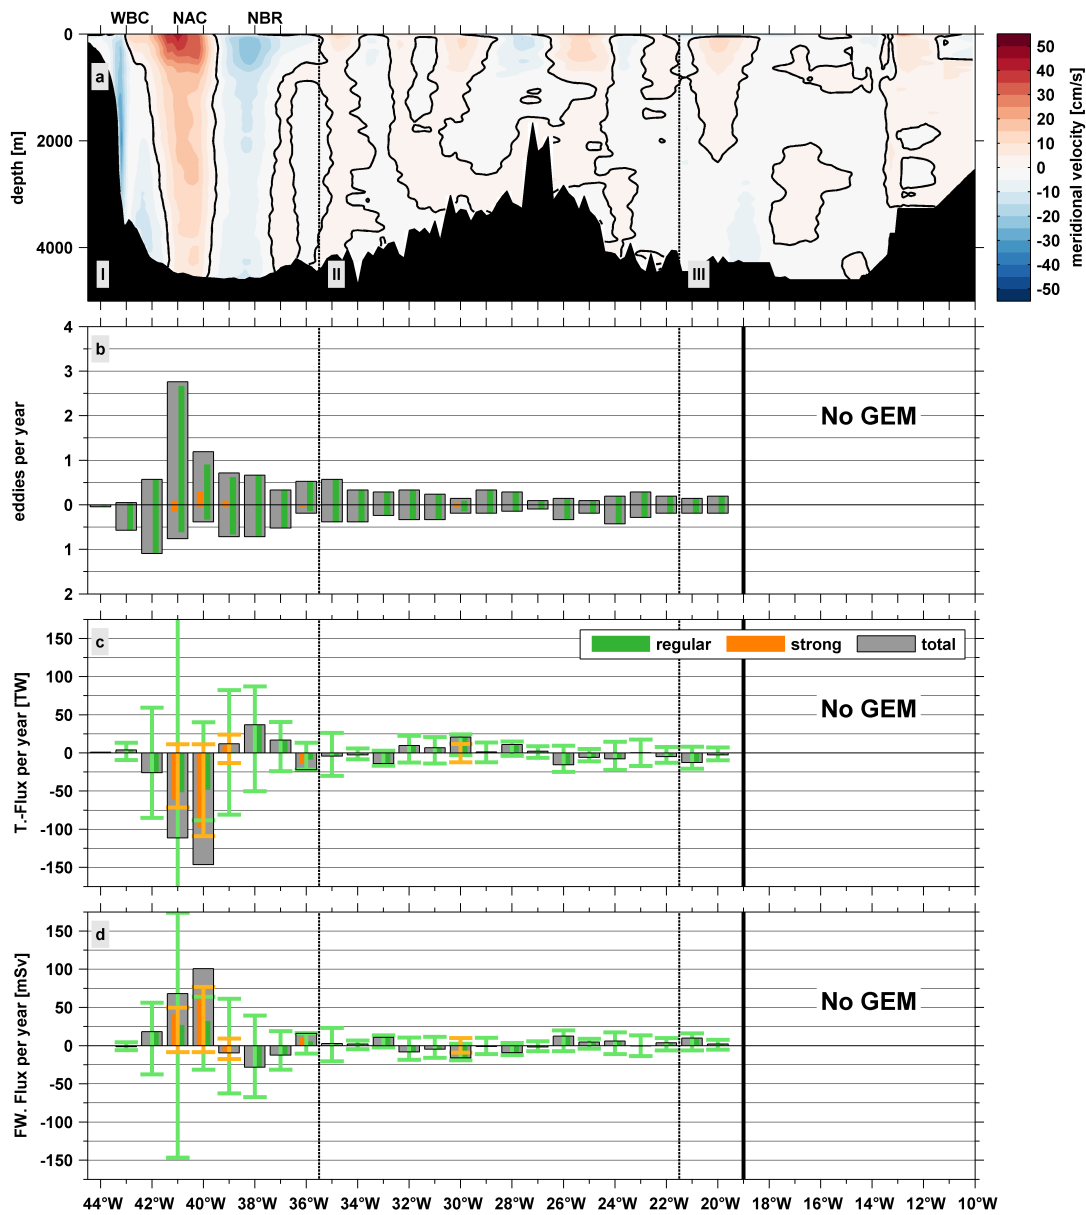 WBC NAC NBR
0
2000
4000
depth [m]
a
I
II
III
50
40
30
20
10
0
-10
-20
-30
-40
-50
meridional velocity [cm/s]
b
4
3
2
1
0
1
2
eddies per year
No GEM
c
150
100
50
0
-50
-100
-150
T.-Flux per year [TW]
regular strong total
No GEM
d
150
100
50
0
-50
-100
-150
FW. Flux per year [mSv]
No GEM
44°W 42°W 40°W 38°W 36°W 34°W 32°W 30°W 28°W 26°W 24°W 22°W 20°W 18°W 16°W 14°W 12°W 10°W